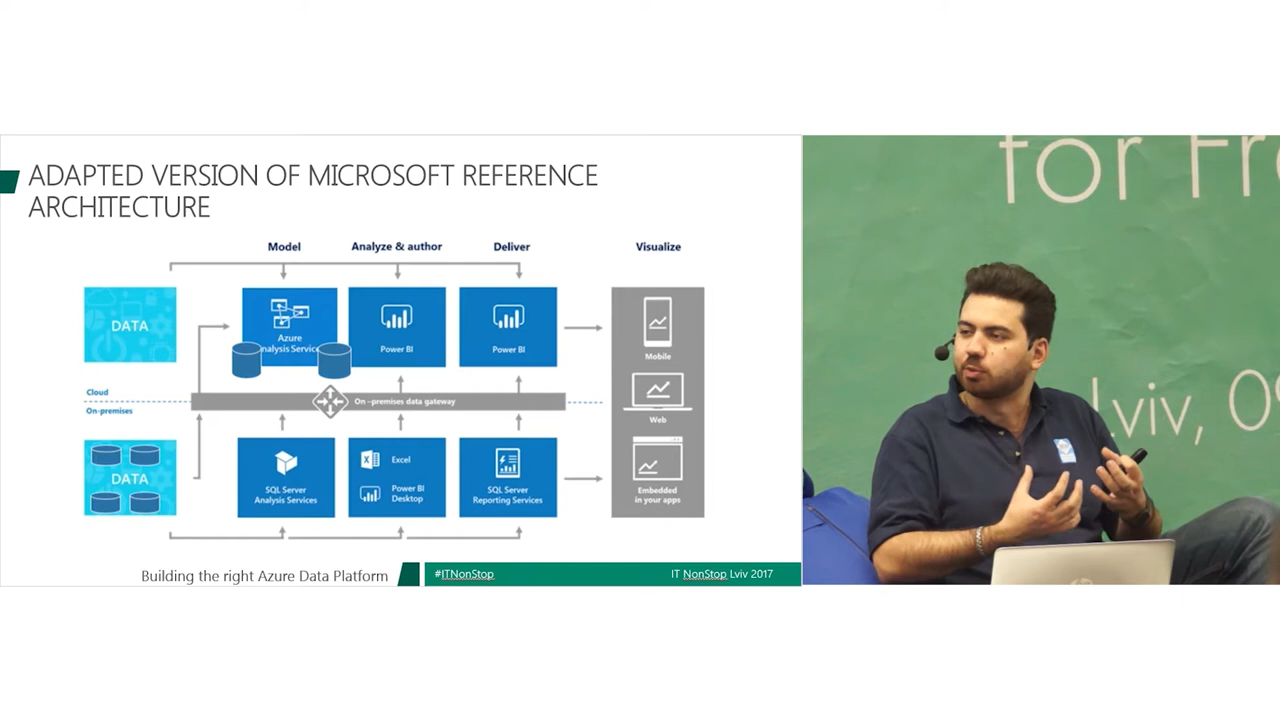 ADAPTED VERSION OF MICROSOFT REFERENCE
ARCHITECTURE
Model
Analyze & author
Deliver
Visualize
DATA
Azure
nalysis Servic
Power BI
Power BI
Mobile
Cloud
On-premises
On –premises data gateway
Web
DATA
SQL Server
Analysis Services
Excel
Power BI
Desktop
SQL Server
Reporting Services
Embedded
in your apps
Building the right Azure Data Platform
#ITNonStop
IT NonStop Lviv 2017
for Fr
Lviv, 0